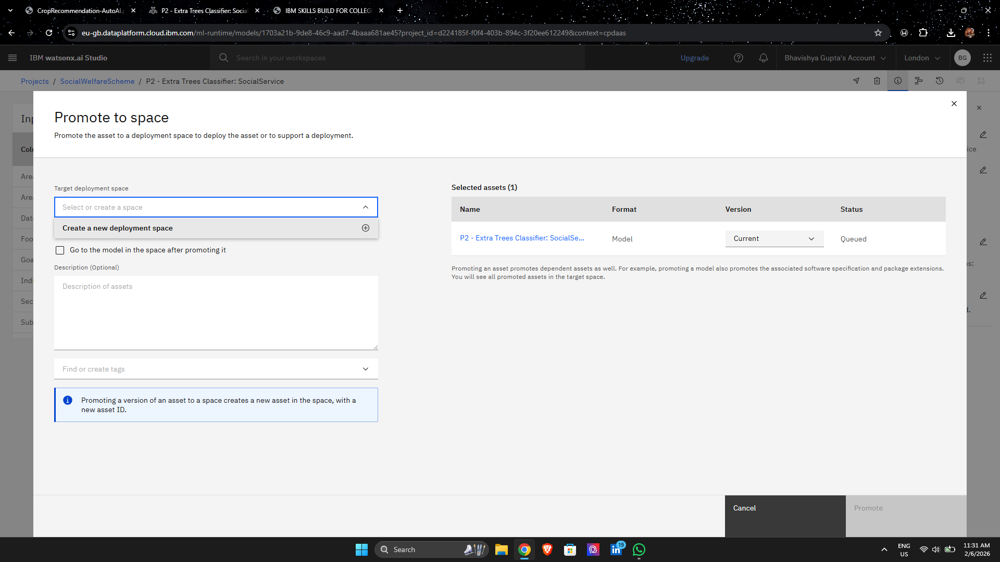 CropRecommendation-AutoAI.
P2 - Extra Trees Classifier: Social
IBM SKILLS BUILD FOR COLLEG
eu-gb.dataplatform.cloud.ibm.com/ml-runtime/models/1703a21b-9de8-46c9-aad7-4baaa681ae45?project_id=d224185f-f0f4-403b-894c-3f20ee612249&context=cpdaas
IBM watsonx.ai Studio
Search in your workspaces
Upgrade
Bhavishya Gupta's Account
London
BG
Projects / SocialWelfareScheme / P2 - Extra Trees Classifier: SocialService
Inp
Colu
Area
Area
Data
Foo
Goa
Indi
Sec
Sub
ice
ns:
d.
Promote to space
Promote the asset to a deployment space to deploy the asset or to support a deployment.
Target deployment space
Select or create a space
Create a new deployment space
Go to the model in the space after promoting it
Description (Optional)
Description of assets
Find or create tags
Promoting a version of an asset to a space creates a new asset in the space, with a
new asset ID.
Selected assets (1)
Name Format Version Status
P2 - Extra Trees Classifier: SocialSe... Model Current Queued
Promoting an asset promotes dependent assets as well. For example, promoting a model also promotes the associated software specification and package extensions.
You will see all promoted assets in the target space.
Cancel
Promote
Search
19
ENG
US
11:31 AM
2/6/2026